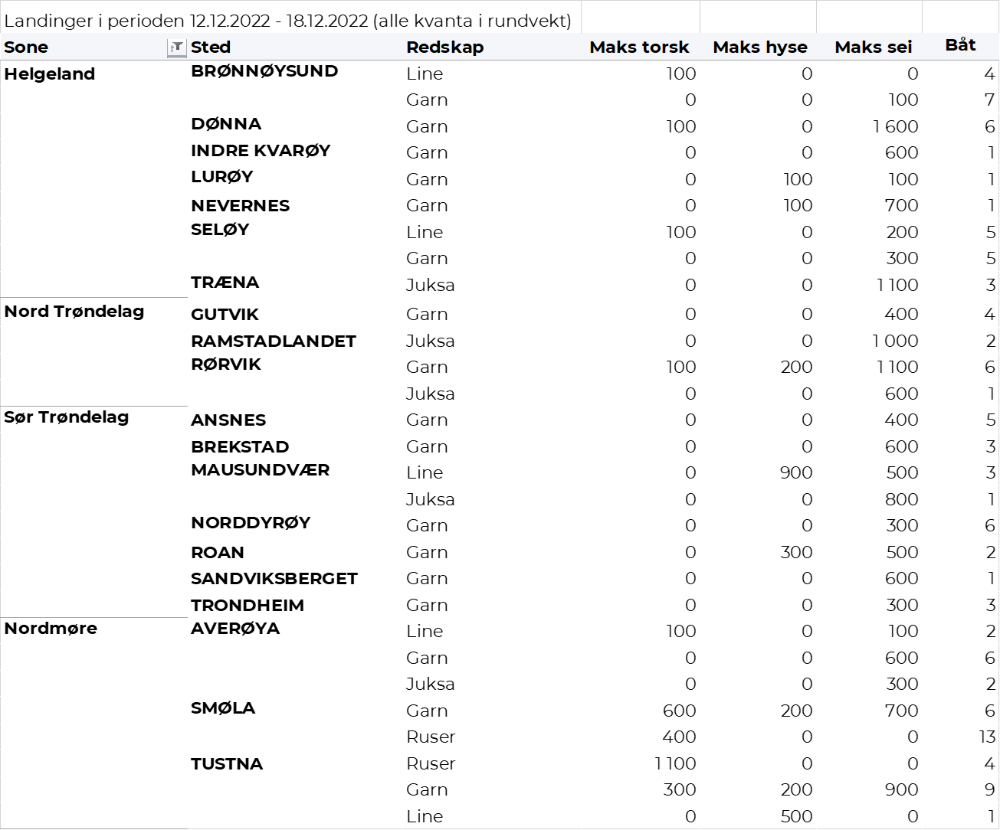 Landinger i perioden 12.12.2022 - 18.12.2022 (alle kvanta i rundvekt)
Sone Sted Redskap Maks torsk Maks hyse Maks sei Båt
Helgeland BRØNNØYSUND Line 100 0 0 4
Garn 0 0 100 7
DØNNA Garn 100 0 1 600 6
INDRE KVARØY Garn 0 0 600 1
LURØY Garn 0 100 100 1
NEVERNES Garn 0 100 700 1
SELØY Line 100 0 200 5
Garn 0 0 300 5
TRÆNA Juksa 0 0 1 100 3
Nord Trøndelag GUTVIK Garn 0 0 400 4
RAMSTADLANDET Juksa 0 0 1 000 2
RØRVIK Garn 100 200 1 100 6
Juksa 0 0 600 1
Sør Trøndelag ANSNES Garn 0 0 400 5
BREKSTAD Garn 0 0 600 3
MAUSUNDVÆR Line 0 900 500 3
Juksa 0 0 800 1
NORDDYRØY Garn 0 0 300 6
ROAN Garn 0 300 500 2
SANDVIKSBERGET Garn 0 0 600 1
TRONDHEIM Garn 0 0 300 3
Nordmøre AVERØYA Line 100 0 100 2
Garn 0 0 600 6
Juksa 0 0 300 2
SMØLA Garn 600 200 700 6
Ruser 400 0 0 13
TUSTNA Ruser 1 100 0 0 4
Garn 300 200 900 9
Line 0 500 0 1